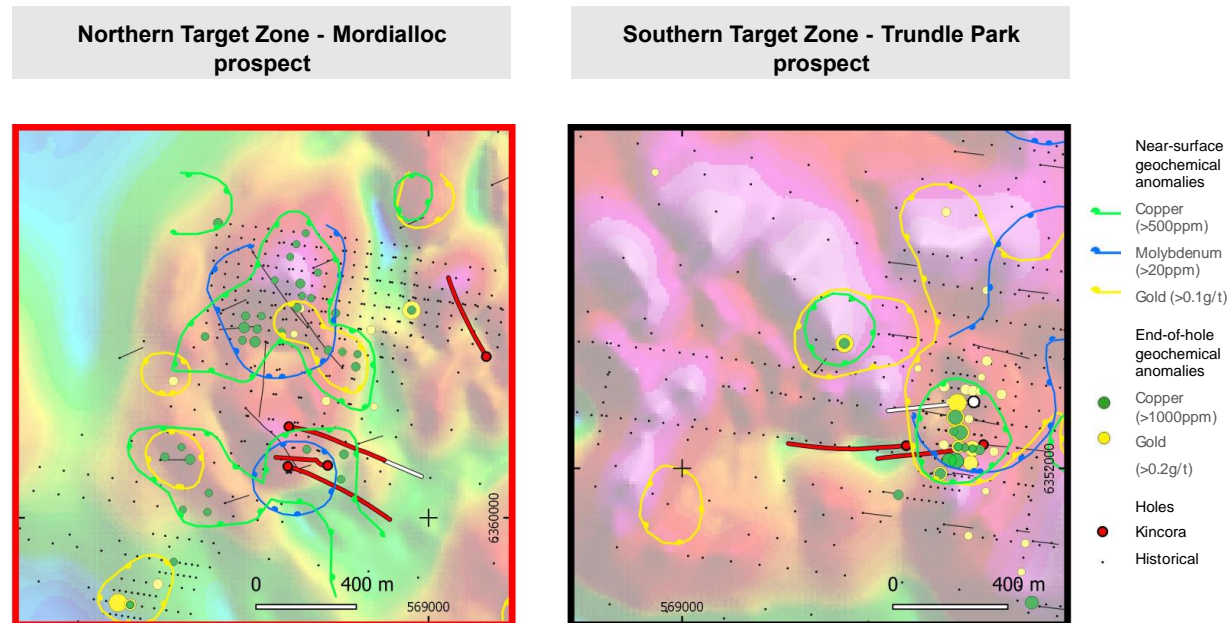 Northern Target Zone - Mordialloc
prospect
Southern Target Zone - Trundle Park
prospect
6360000
0 400 m
569000
6352000
0 400 m
569000
Near-surface
geochemical
anomalies
Copper
(>500ppm)
Molybdenum
(>20ppm)
Gold (>0.1g/t)
End-of-hole
geochemical
anomalies
Copper
(>1000ppm)
Gold
(>0.2g/t)
Holes
Kincora
Historical